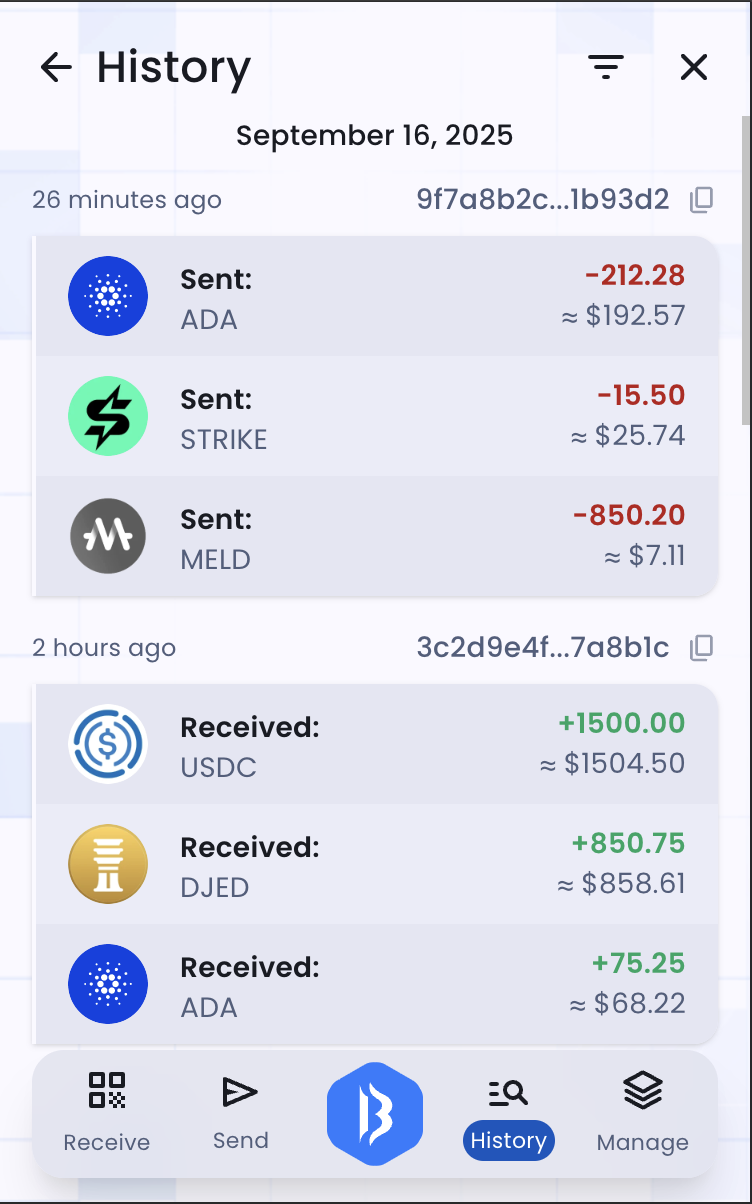 History
September 16, 2025
26 minutes ago 9f7a8b2c...1b93d2
Sent: -212.28
ADA ≈ $192.57
Sent: -15.50
STRIKE ≈ $25.74
Sent: -850.20
MELD ≈ $7.11
2 hours ago 3c2d9e4f...7a8b1c
Received: +1500.00
USDC ≈ $1504.50
Received: +850.75
DJED ≈ $858.61
Received: +75.25
ADA ≈ $68.22
Receive Send History Manage